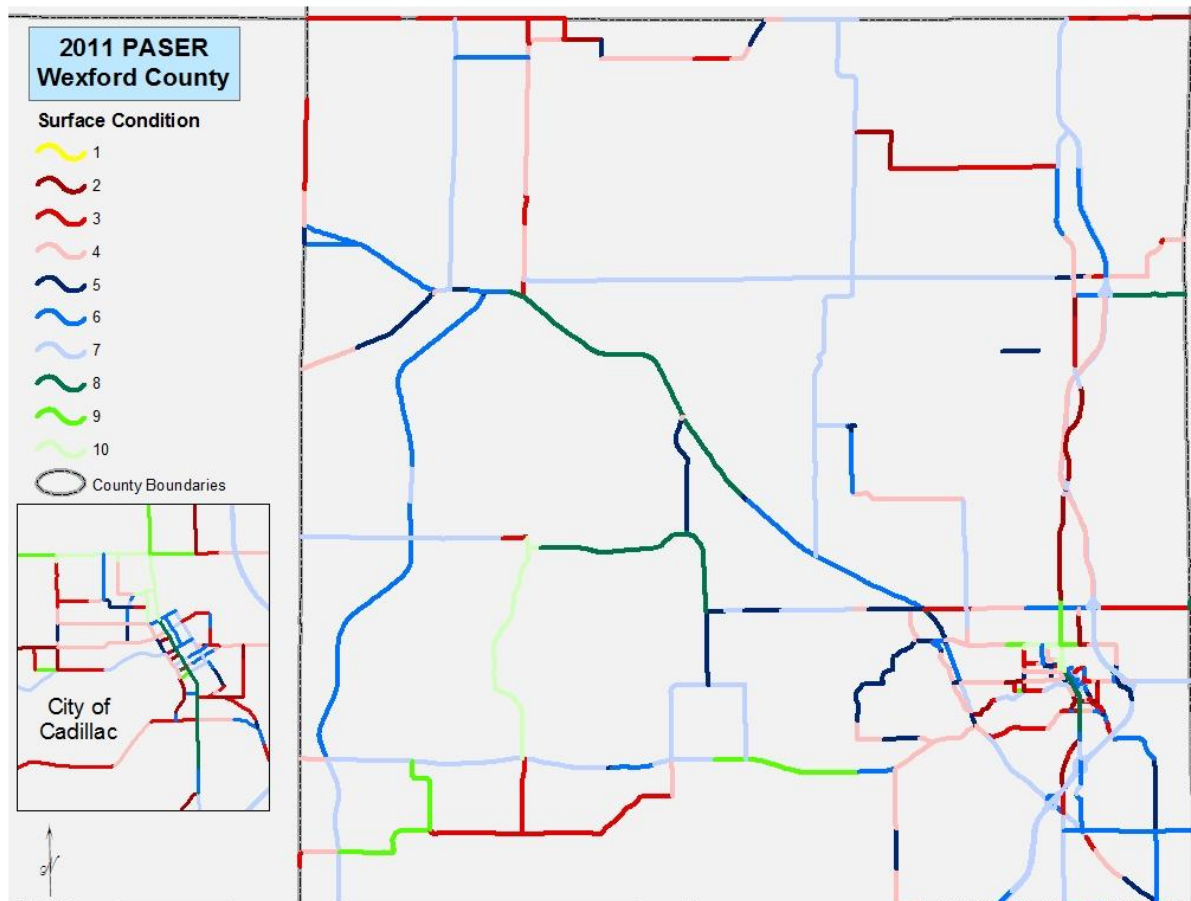 2011 PASER
Wexford County
Surface Condition
1
2
3
4
5
6
7
8
9
10
County Boundaries
City of
Cadillac
N